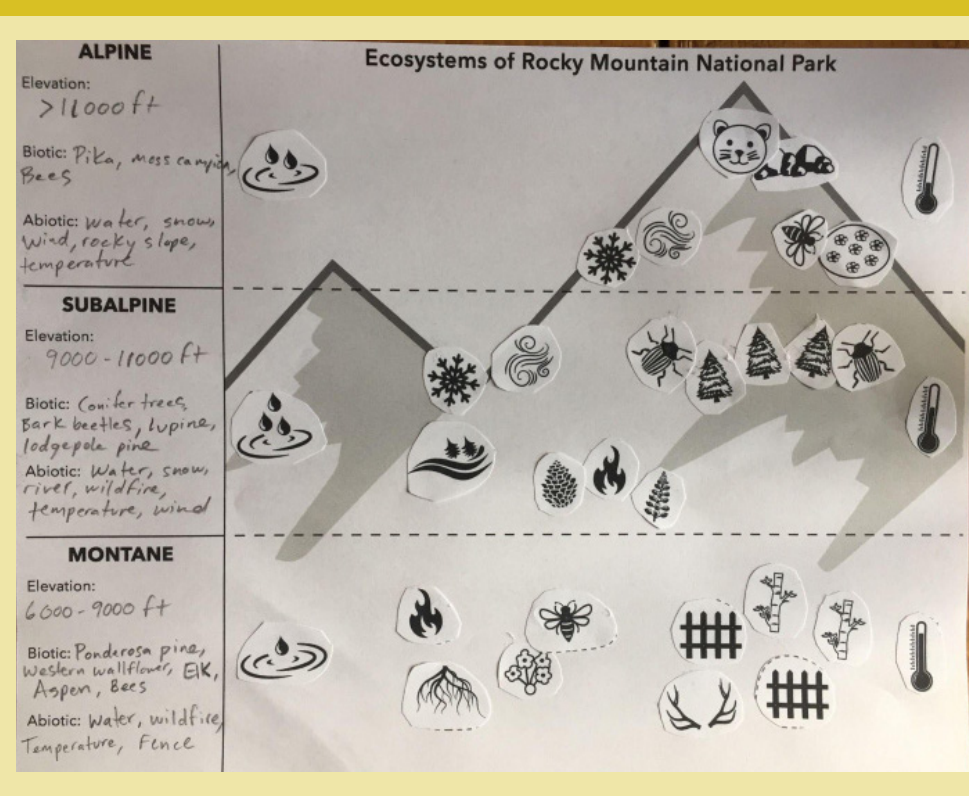 Ecosystems of Rocky Mountain National Park
ALPINE
Elevation:
>11000 ft
Biotic: Pika, moss campion,
Bees
Abiotic: Water, snow,
Wind, rocky slope,
temperature
SUBALPINE
Elevation:
9000 - 11000 ft
Biotic: Conifer trees,
Bark beetles, lupine,
lodgepole pine
Abiotic: Water, snow,
river, wildfire,
temperature, wind
MONTANE
Elevation:
6000 - 9000 ft
Biotic: Ponderosa pine,
Western wallflower, Elk,
Aspen, Bees
Abiotic: Water, wildfire,
Temperature, Fence